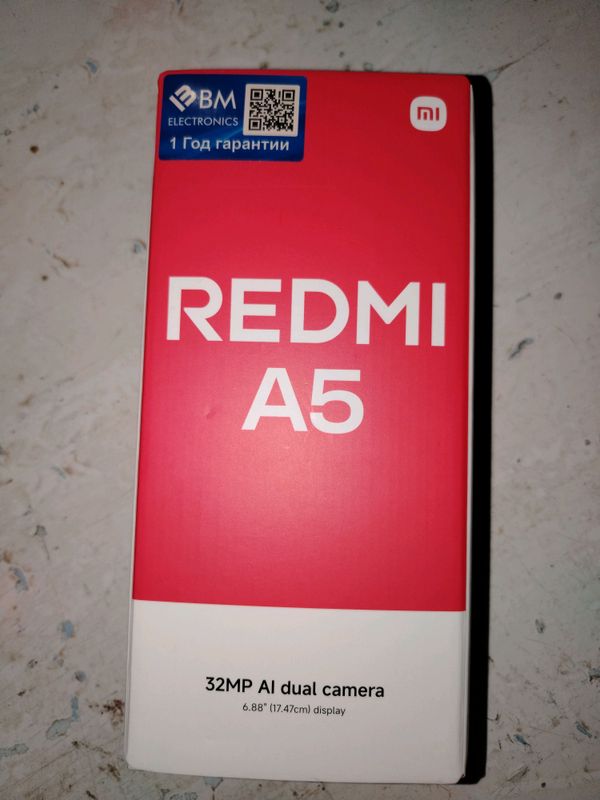 BM
ELECTRONICS
1 Год гарантии
mi
REDMI
A5
32MP AI dual camera
6.88" (17.47cm) display